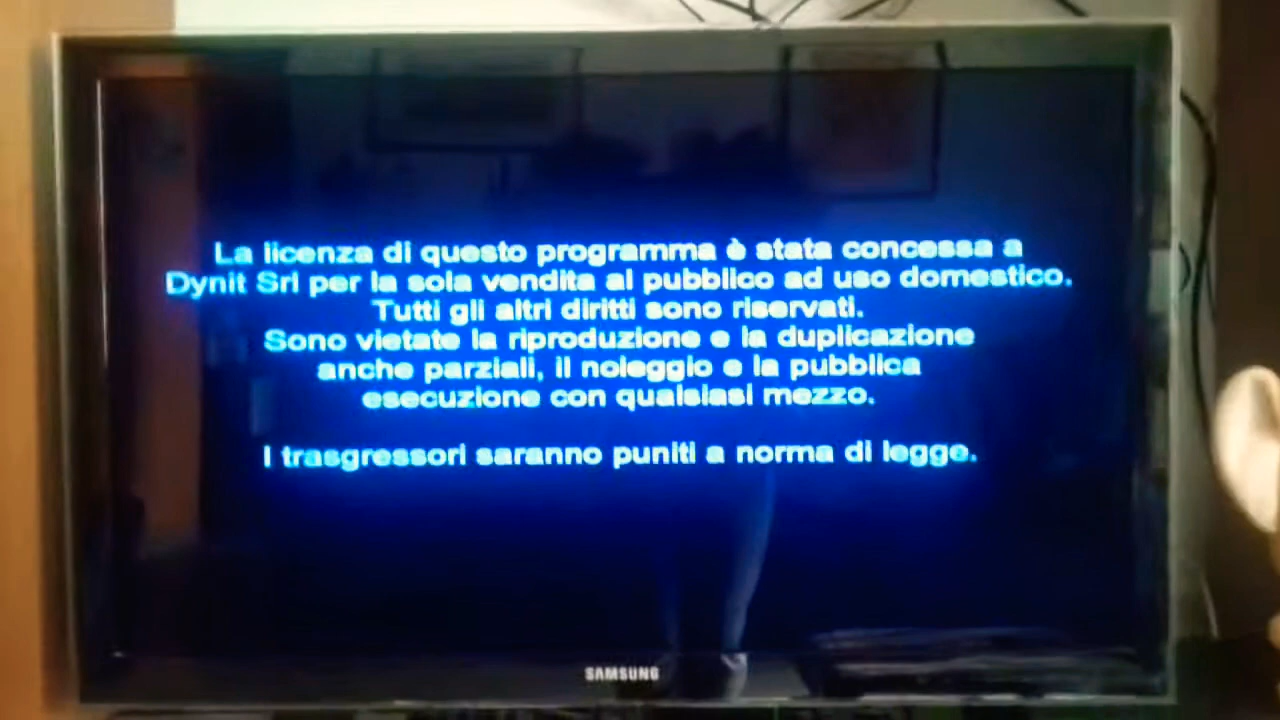 La licenza di questo programma è stata concessa a
Dynit Srl per la sola vendita al pubblico ad uso domestico.
Tutti gli altri diritti sono riservati.
Sono vietate la riproduzione e la duplicazione
anche parziali, il noleggio e la pubblica
esecuzione con qualsiasi mezzo.
I trasgressori saranno puniti a norma di legge.
SAMSUNG